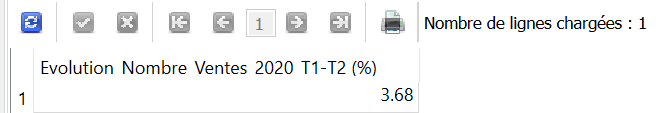 1
Nombre de lignes chargées : 1
Evolution Nombre Ventes 2020 T1-T2 (%)
1 3.68